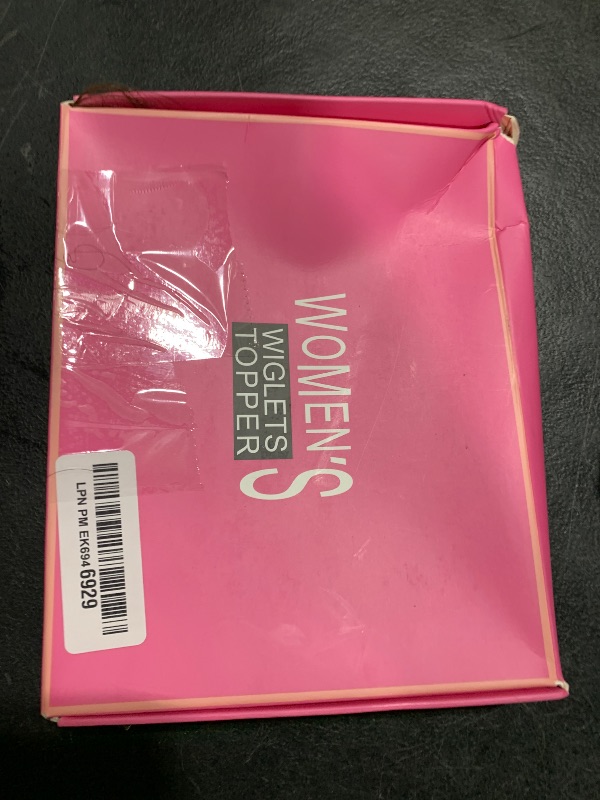 WOMEN'S
WIGLETS
TOPPER
LPN PM EK694 6929